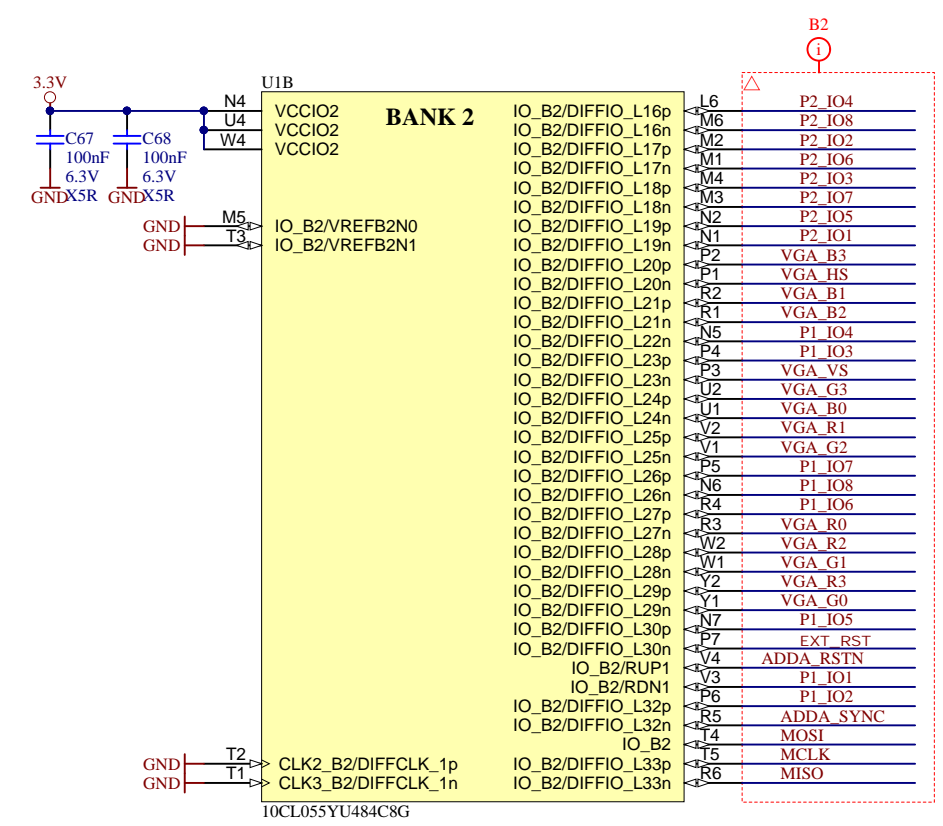 B2
i
3.3V
U1B
BANK 2
N4 VCCIO2
U4 VCCIO2
W4 VCCIO2
C67
100nF
6.3V
X5R
GND
C68
100nF
6.3V
X5R
GND
GND M5 IO_B2/VREFB2N0
GND T3 IO_B2/VREFB2N1
IO_B2/DIFFIO_L16p L6 P2_IO4
IO_B2/DIFFIO_L16n M6 P2_IO8
IO_B2/DIFFIO_L17p M2 P2_IO2
IO_B2/DIFFIO_L17n M1 P2_IO6
IO_B2/DIFFIO_L18p M4 P2_IO3
IO_B2/DIFFIO_L18n M3 P2_IO7
IO_B2/DIFFIO_L19p N2 P2_IO5
IO_B2/DIFFIO_L19n N1 P2_IO1
IO_B2/DIFFIO_L20p P2 VGA_B3
IO_B2/DIFFIO_L20n P1 VGA_HS
IO_B2/DIFFIO_L21p R2 VGA_B1
IO_B2/DIFFIO_L21n R1 VGA_B2
IO_B2/DIFFIO_L22n N5 P1_IO4
IO_B2/DIFFIO_L23p P4 P1_IO3
IO_B2/DIFFIO_L23n P3 VGA_VS
IO_B2/DIFFIO_L24p U2 VGA_G3
IO_B2/DIFFIO_L24n U1 VGA_B0
IO_B2/DIFFIO_L25p V2 VGA_R1
IO_B2/DIFFIO_L25n V1 VGA_G2
IO_B2/DIFFIO_L26p P5 P1_IO7
IO_B2/DIFFIO_L26n N6 P1_IO8
IO_B2/DIFFIO_L27p R4 P1_IO6
IO_B2/DIFFIO_L27n R3 VGA_R0
IO_B2/DIFFIO_L28p W2 VGA_R2
IO_B2/DIFFIO_L28n W1 VGA_G1
IO_B2/DIFFIO_L29p Y2 VGA_R3
IO_B2/DIFFIO_L29n Y1 VGA_G0
IO_B2/DIFFIO_L30p N7 P1_IO5
IO_B2/DIFFIO_L30n P7 EXT_RST
IO_B2/RUP1 V4 ADDA_RSTN
IO_B2/RDN1 V3 P1_IO1
IO_B2/DIFFIO_L32p P6 P1_IO2
IO_B2/DIFFIO_L32n R5 ADDA_SYNC
IO_B2 T4 MOSI
IO_B2/DIFFIO_L33p T5 MCLK
IO_B2/DIFFIO_L33n R6 MISO
GND T2 CLK2_B2/DIFFCLK_1p
GND T1 CLK3_B2/DIFFCLK_1n
10CL055YU484C8G